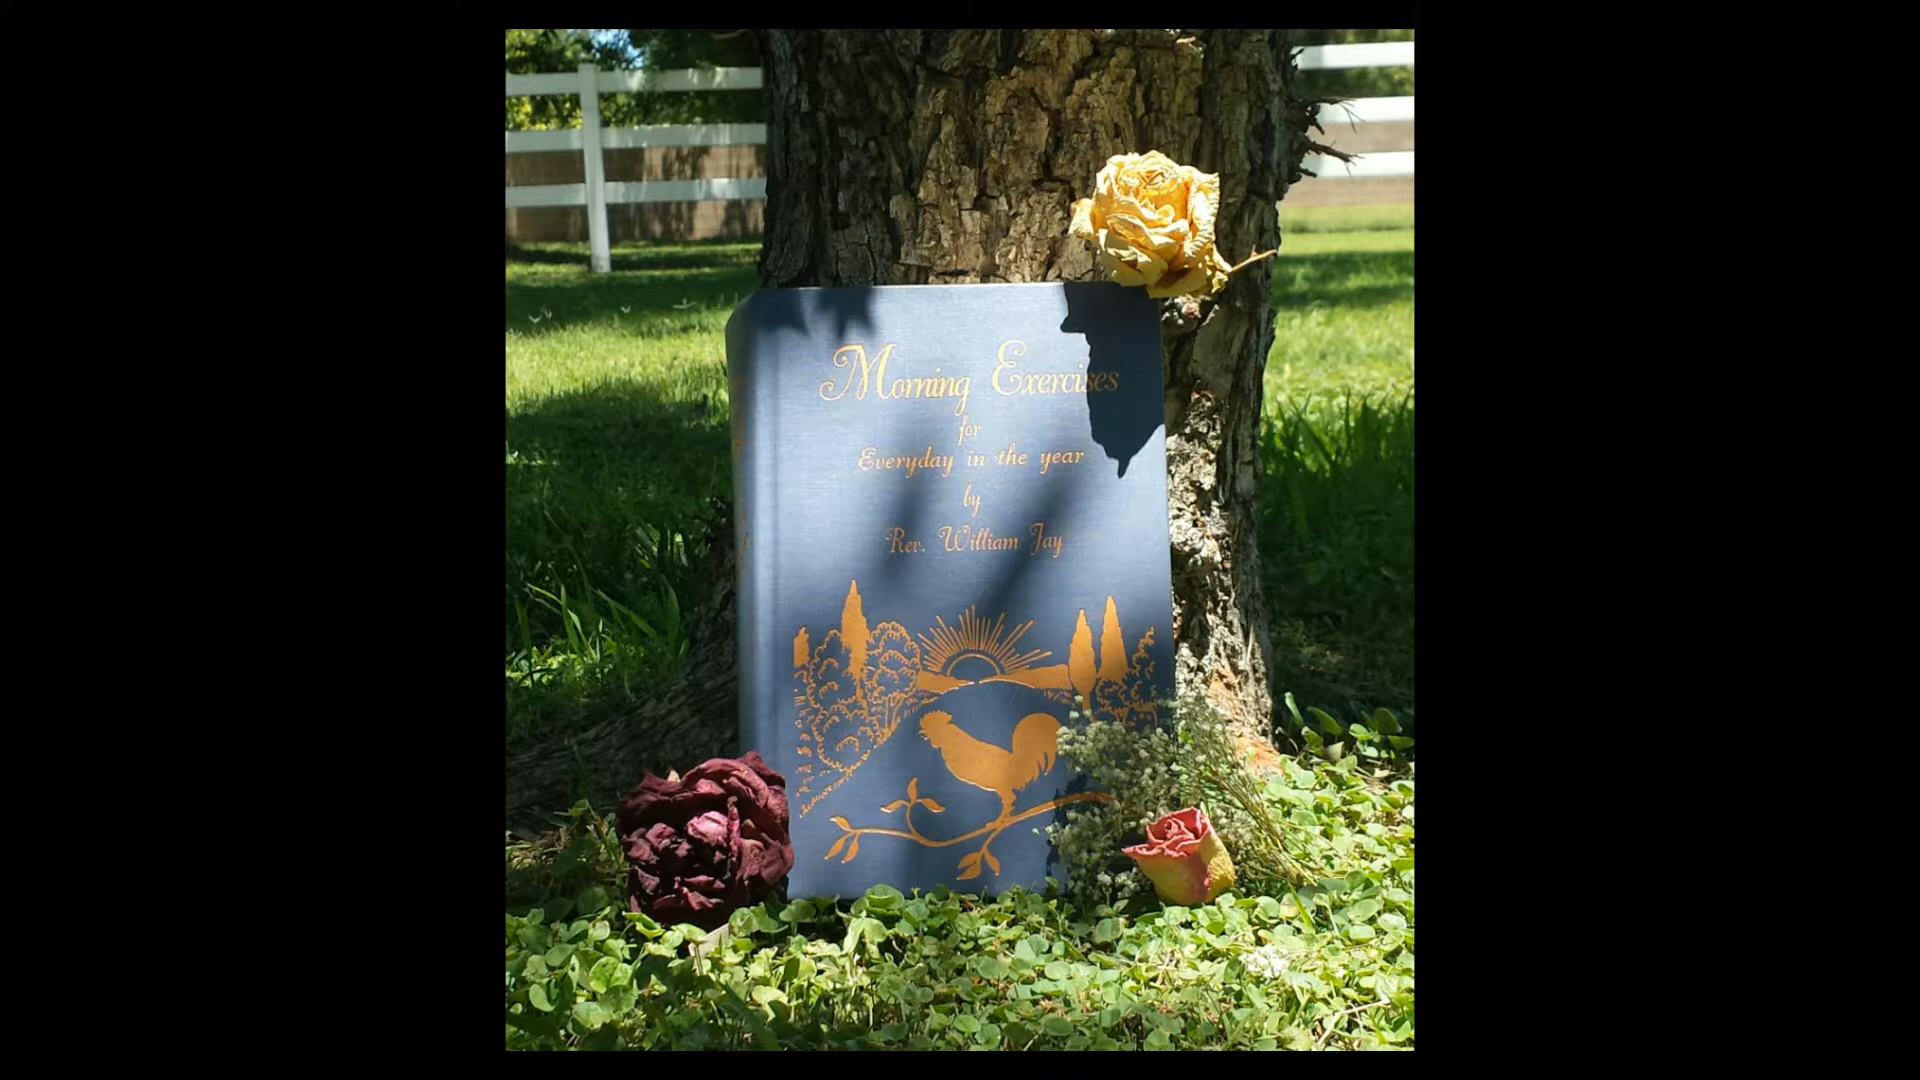 Morning Exercises
for
Everyday in the year
by
Rev. William Jay